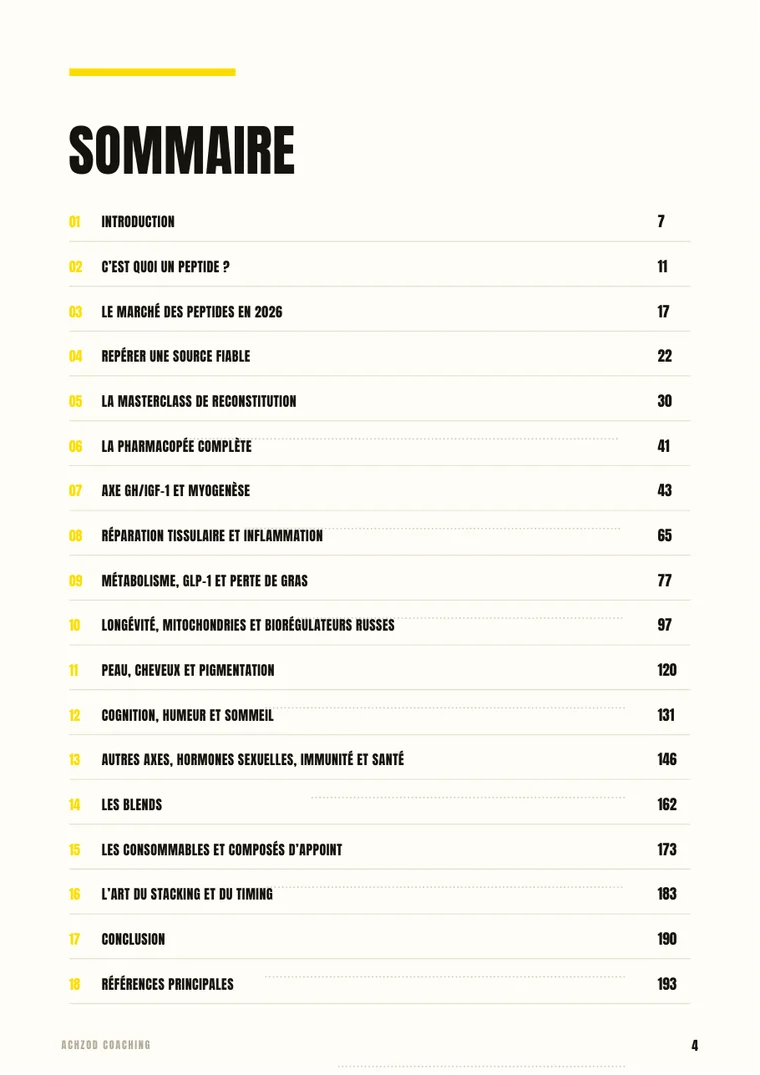 SOMMAIRE
01 INTRODUCTION 7
02 C'EST QUOI UN PEPTIDE ? 11
03 LE MARCHÉ DES PEPTIDES EN 2026 17
04 REPÉRER UNE SOURCE FIABLE 22
05 LA MASTERCLASS DE RECONSTITUTION 30
06 LA PHARMACOPÉE COMPLÈTE 41
07 AXE GH/IGF-1 ET MYOGENÈSE 43
08 RÉPARATION TISSULAIRE ET INFLAMMATION 65
09 MÉTABOLISME, GLP-1 ET PERTE DE GRAS 77
10 LONGÉVITÉ, MITOCHONDRIES ET BIORÉGULATEURS RUSSES 97
11 PEAU, CHEVEUX ET PIGMENTATION 120
12 COGNITION, HUMEUR ET SOMMEIL 131
13 AUTRES AXES, HORMONES SEXUELLES, IMMUNITÉ ET SANTÉ 146
14 LES BLENDS 162
15 LES CONSOMMABLES ET COMPOSÉS D'APPOINT 173
16 L'ART DU STACKING ET DU TIMING 183
17 CONCLUSION 190
18 RÉFÉRENCES PRINCIPALES 193
ACHZOD COACHING 4